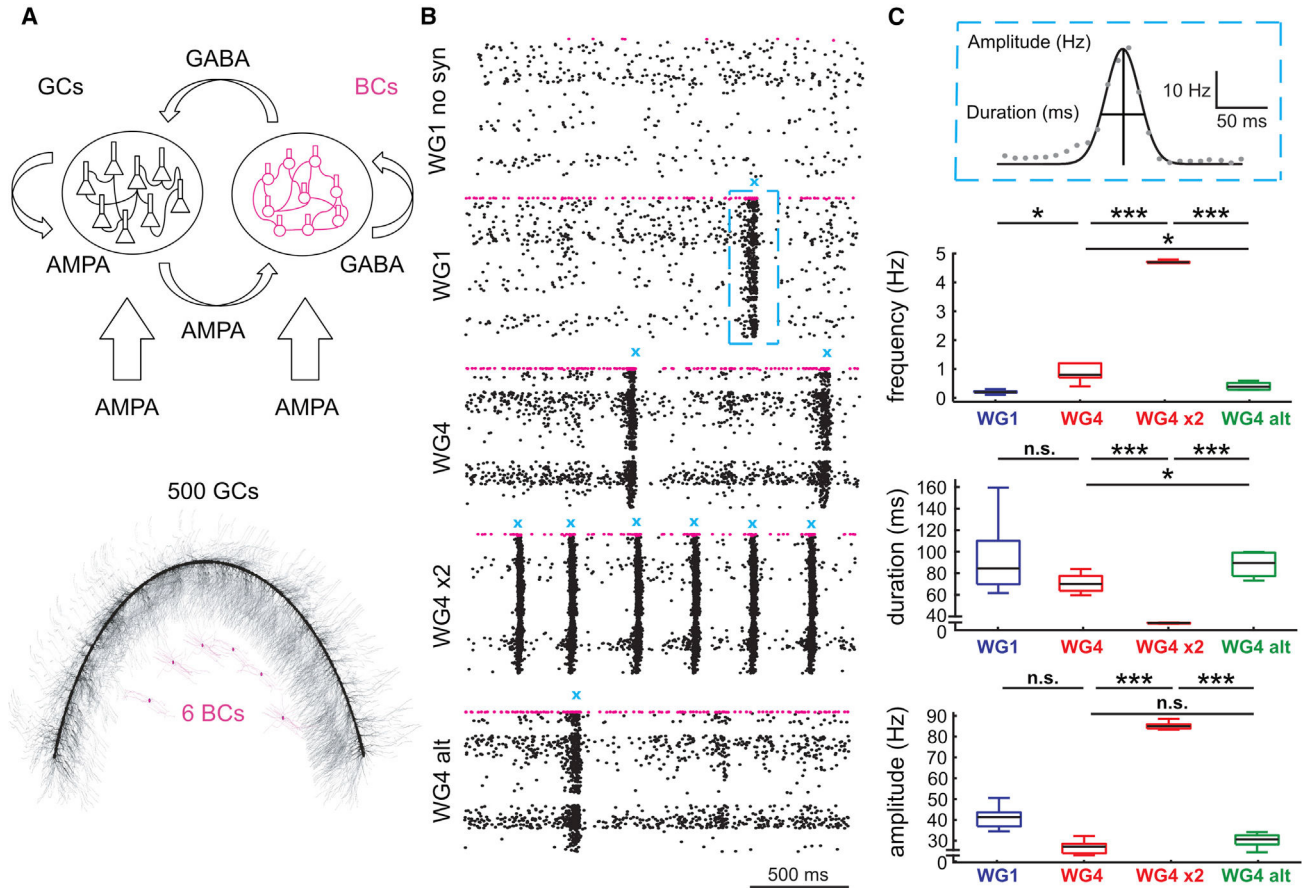 A
GABA
GCs
BCs
AMPA
GABA
AMPA
AMPA
AMPA
500 GCs
6 BCs
B
WG1 no syn
x
WG1
x
x
WG4
x x x x x x
WG4 x2
x
WG4 alt
500 ms
C
Amplitude (Hz)
Duration (ms)
10 Hz
50 ms
* *** ***
*
frequency (Hz)
5
4
3
2
1
0
WG1 WG4 WG4 x2 WG4 alt
n.s. *** ***
*
duration (ms)
160
140
120
100
80
60
40
0
WG1 WG4 WG4 x2 WG4 alt
n.s. *** ***
n.s.
amplitude (Hz)
90
80
70
60
50
40
30
0
WG1 WG4 WG4 x2 WG4 alt